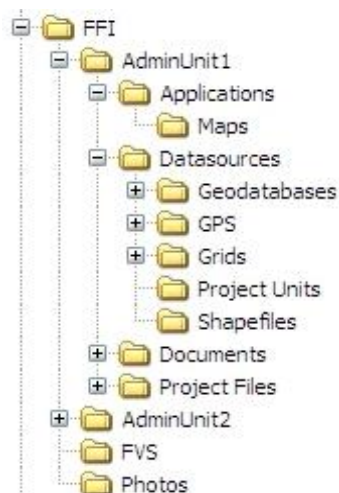 FFI
AdminUnit1
Applications
Maps
Datasources
Geodatabases
GPS
Grids
Project Units
Shapefiles
Documents
Project Files
AdminUnit2
FVS
Photos